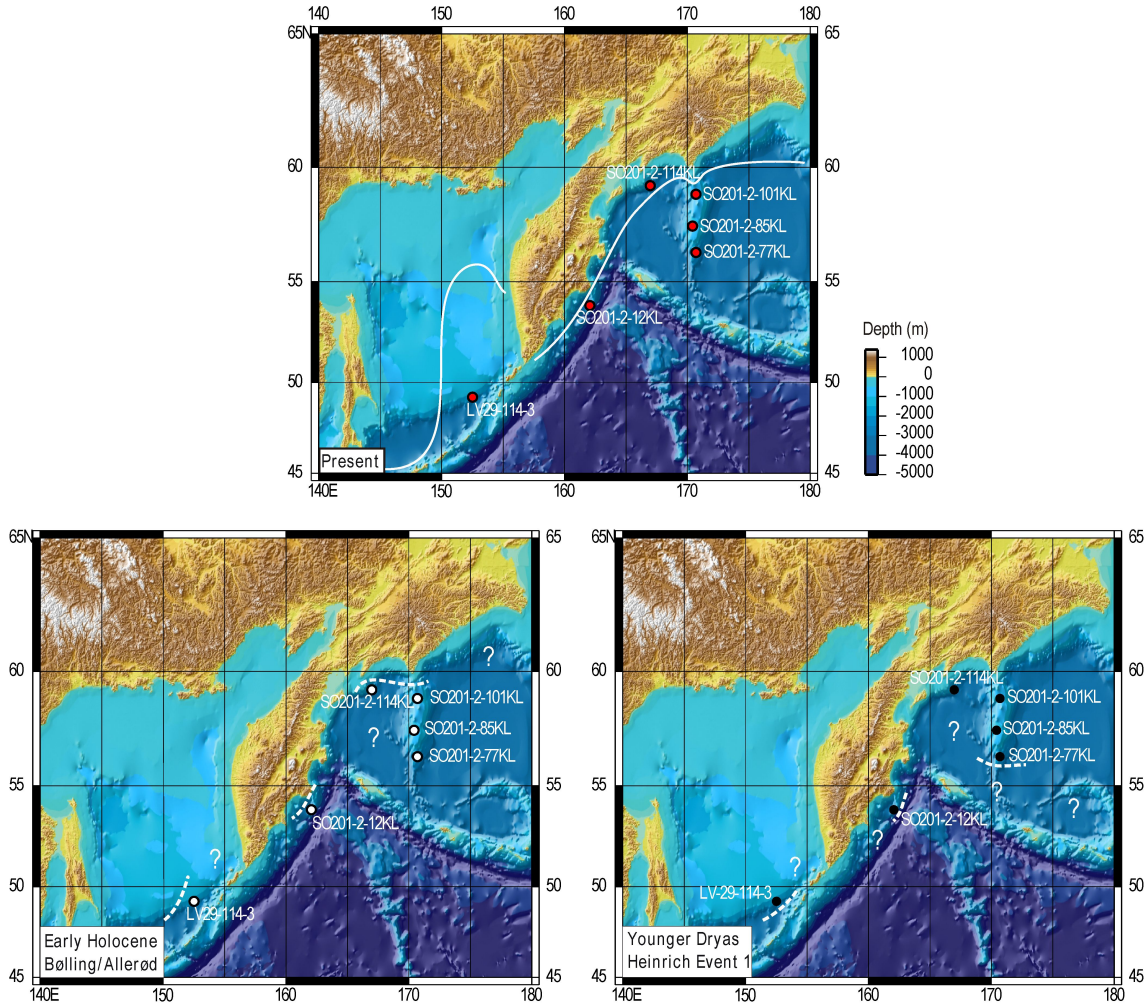 140 150 160 170 180
65N
65
60
60
SO201-2-114KL
SO201-2-101KL
SO201-2-85KL
SO201-2-77KL
55
55
SO201-2-12KL
50
50
LV29-114-3
Present
45
45
140E 150 160 170 180
Depth (m)
1000
0
-1000
-2000
-3000
-4000
-5000
65N
65
60
60
?
SO201-2-114KL
SO201-2-101KL
?
SO201-2-85KL
SO201-2-77KL
55
55
SO201-2-12KL
?
50
50
LV29-114-3
Early Holocene
Bølling/Allerød
45
45
140E 150 160 170 180
65N
65
60
60
SO201-2-114KL
SO201-2-101KL
?
SO201-2-85KL
SO201-2-77KL
55
55
?
?
SO201-2-12KL
?
?
50
50
LV-29-114-3
Younger Dryas
Heinrich Event 1
45
45
140E 150 160 170 180